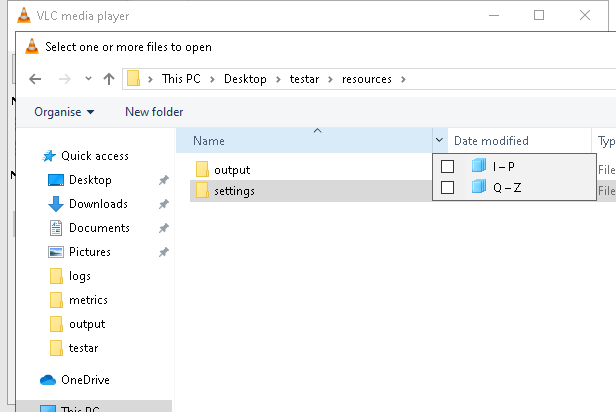 VLC media player
Select one or more files to open
This PC > Desktop > testar > resources >
Organise New folder
Name Date modified Typ
I – P
Q – Z
output File
settings File
Quick access
Desktop
Downloads
Documents
Pictures
logs
metrics
output
testar
OneDrive
This PC